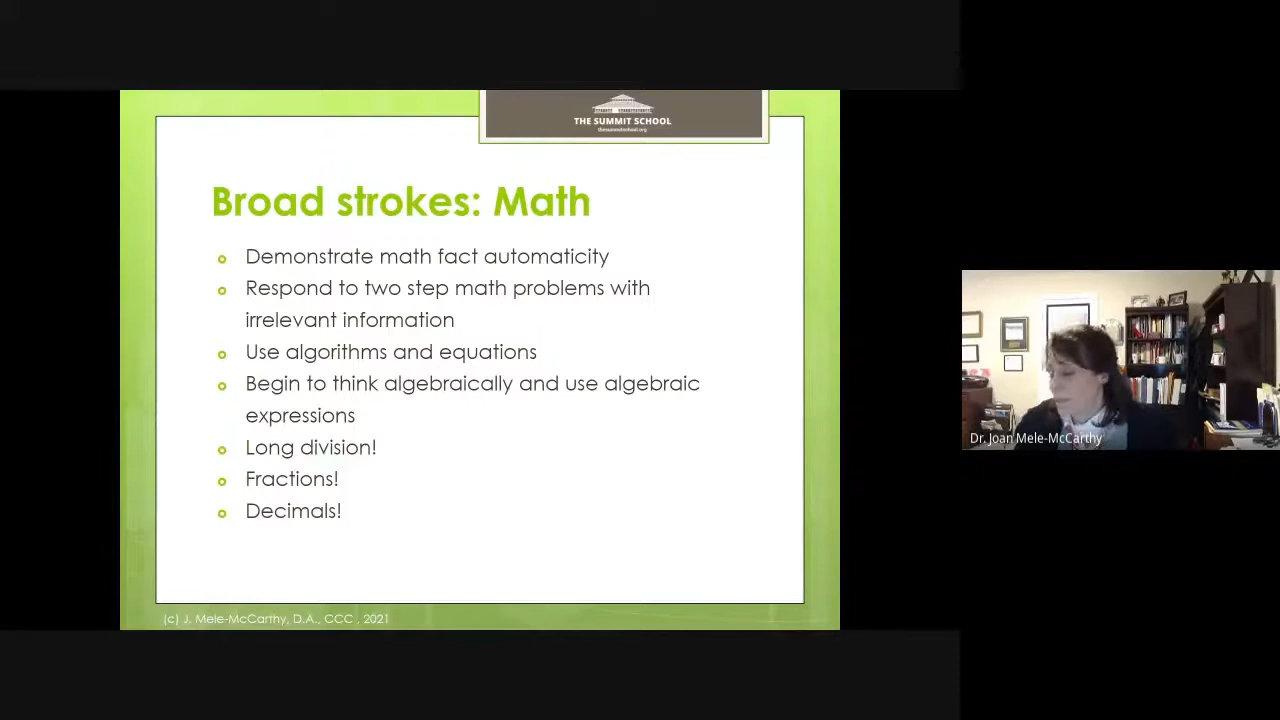 THE SUMMIT SCHOOL
thesummitschool.org
Broad strokes: Math
Demonstrate math fact automaticity
Respond to two step math problems with
irrelevant information
Use algorithms and equations
Begin to think algebraically and use algebraic
expressions
Long division!
Fractions!
Decimals!
(c) J. Mele-McCarthy, D.A., CCC , 2021
Dr. Joan Mele-McCarthy